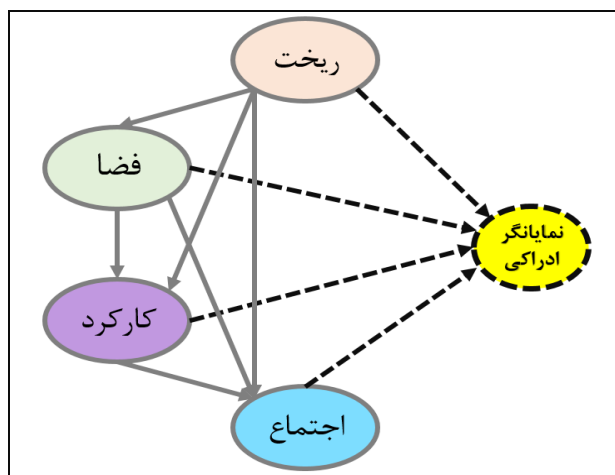 ریخت
فضا
نمایانگر
ادراکی
کارکرد
اجتماع